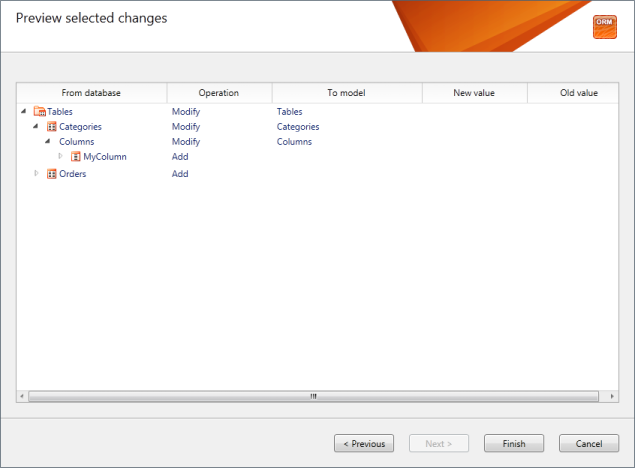 Preview selected changes
ORM
From database Operation To model New value Old value
Tables Modify Tables
Categories Modify Categories
Columns Modify Columns
MyColumn Add
Orders Add
< Previous Next > Finish Cancel